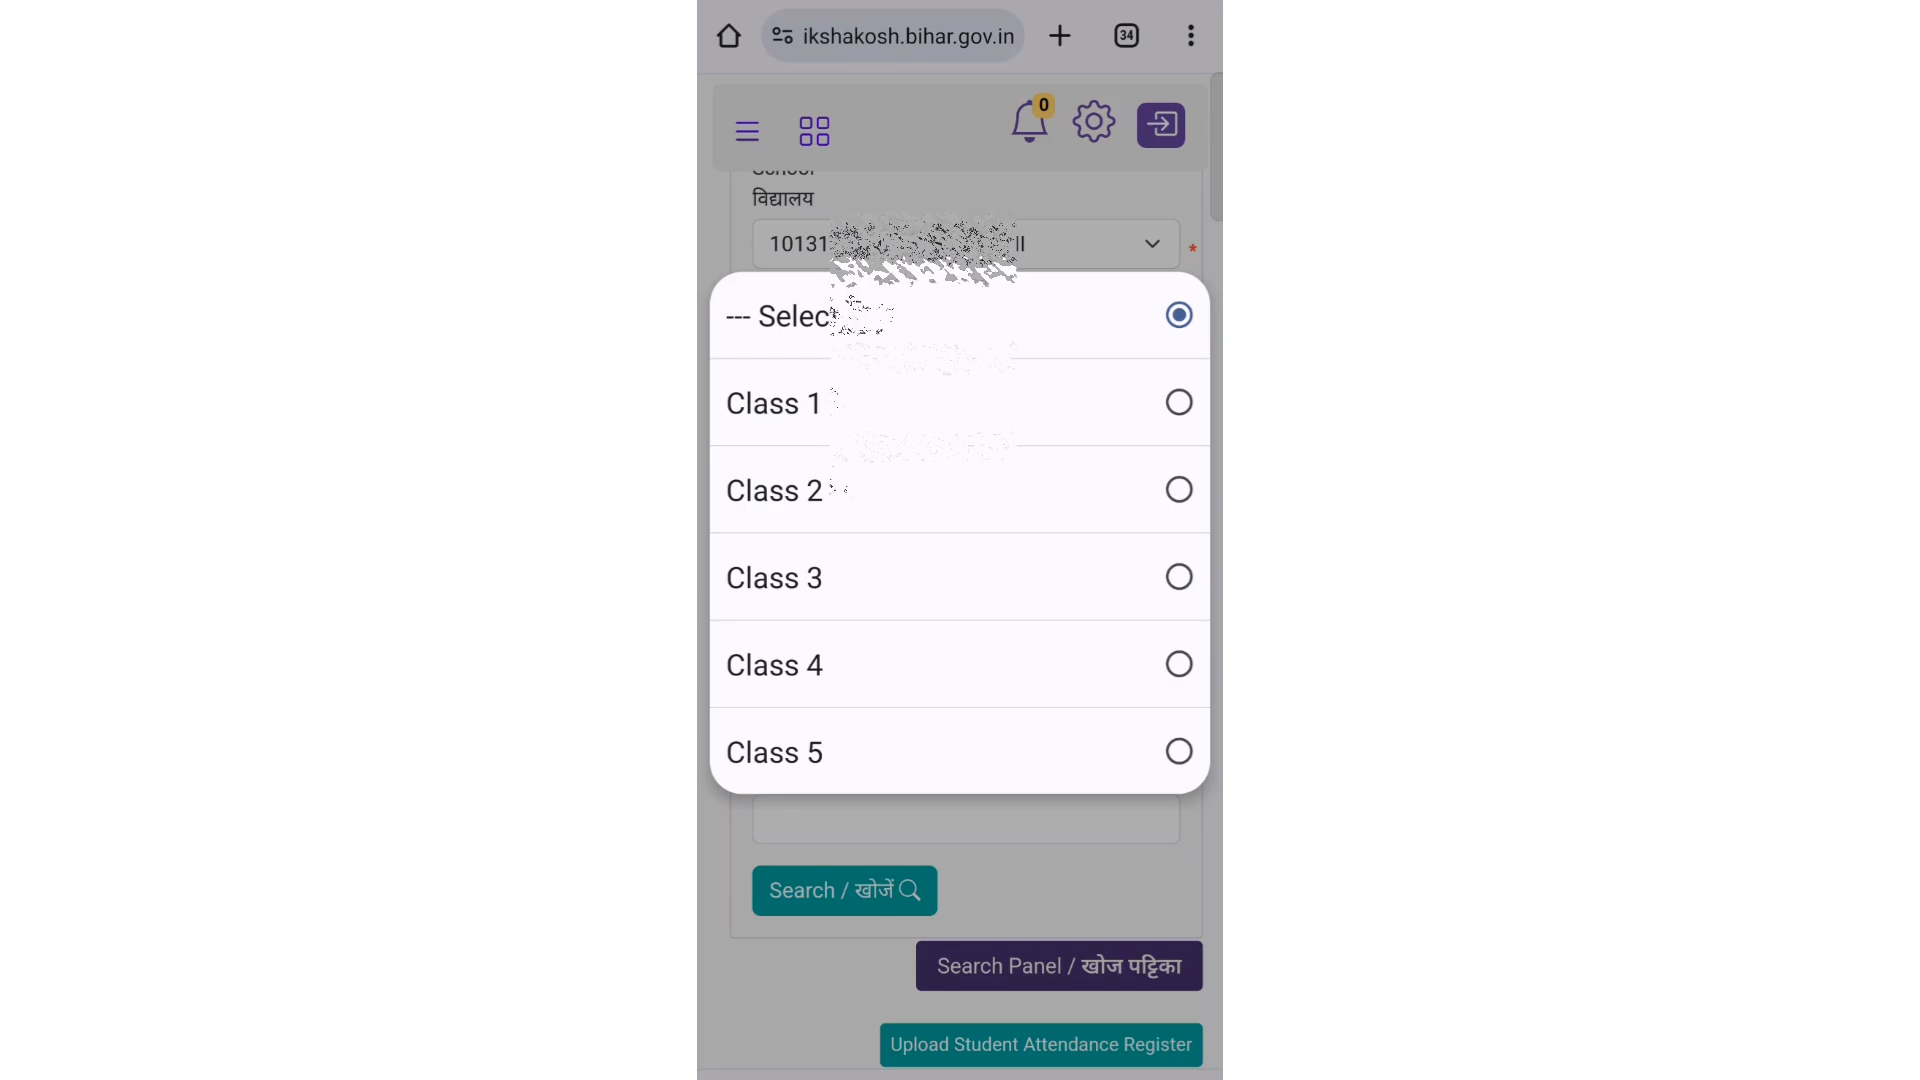 ikshakosh.bihar.gov.in
34
0
विद्यालय
10131
--- Selec
Class 1
Class 2
Class 3
Class 4
Class 5
Search / खोजें
Search Panel / खोज पट्टिका
Upload Student Attendance Register